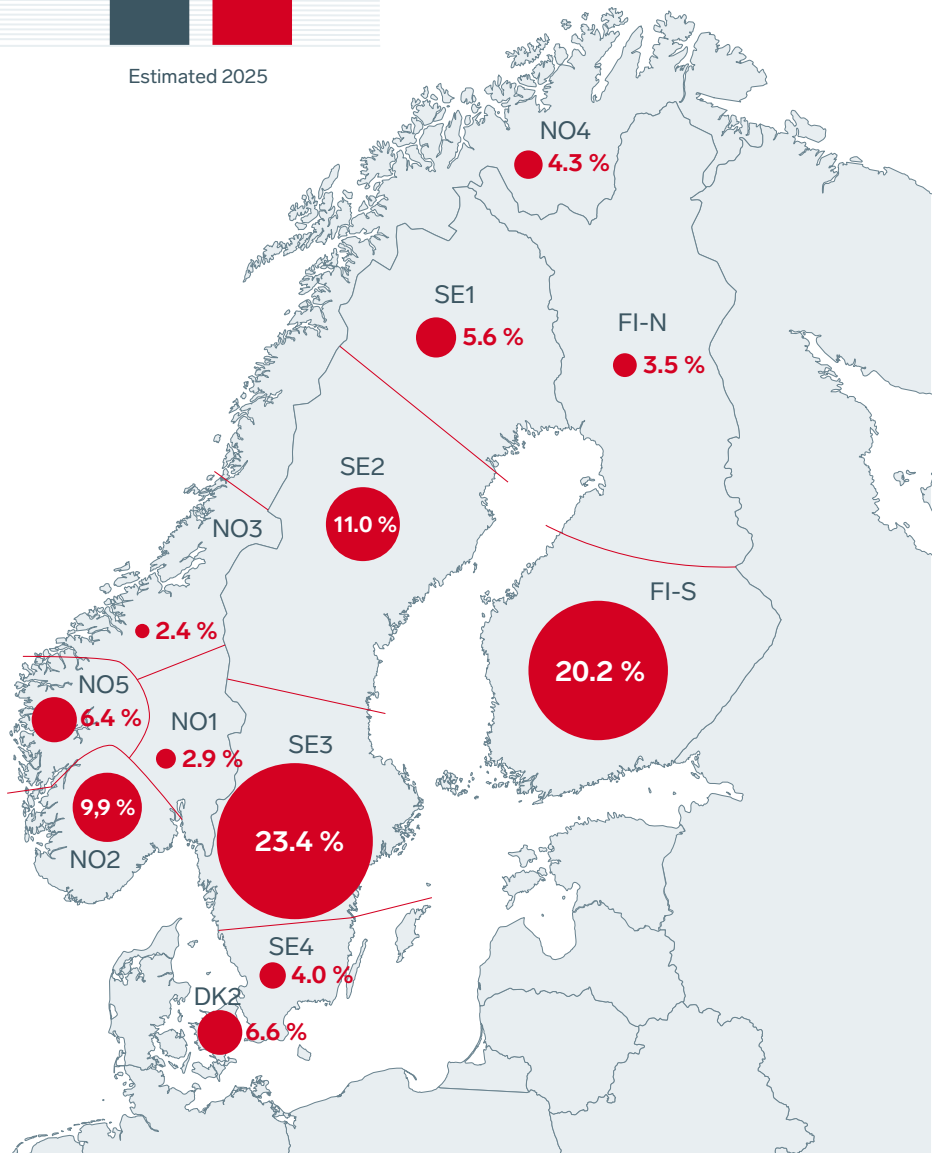 Estimated 2025
NO4
4.3 %
SE1
5.6 %
FI-N
3.5 %
SE2
11.0 %
NO3
2.4 %
FI-S
20.2 %
NO5
6.4 %
NO1
2.9 %
SE3
23.4 %
9,9 %
NO2
SE4
4.0 %
DK2
6.6 %